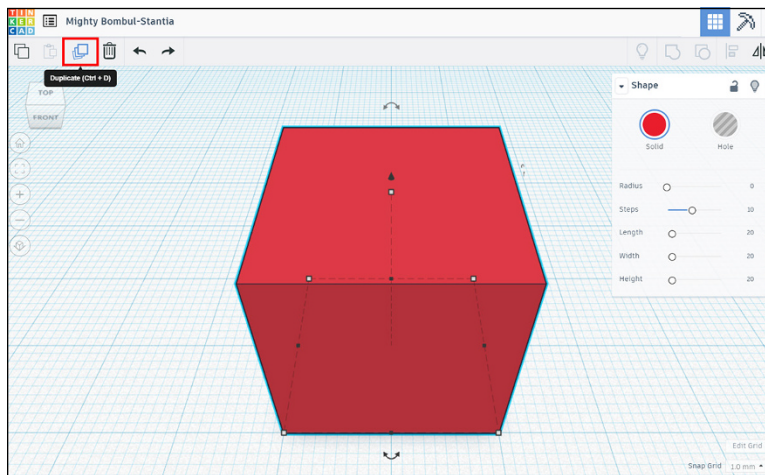 TIN
KER
CAD
Mighty Bombul-Stantia
Duplicate (Ctrl + D)
TOP
FRONT
Shape
Solid
Hole
Radius 0
Steps 10
Length 20
Width 20
Height 20
Edit Grid
Snap Grid 1.0 mm